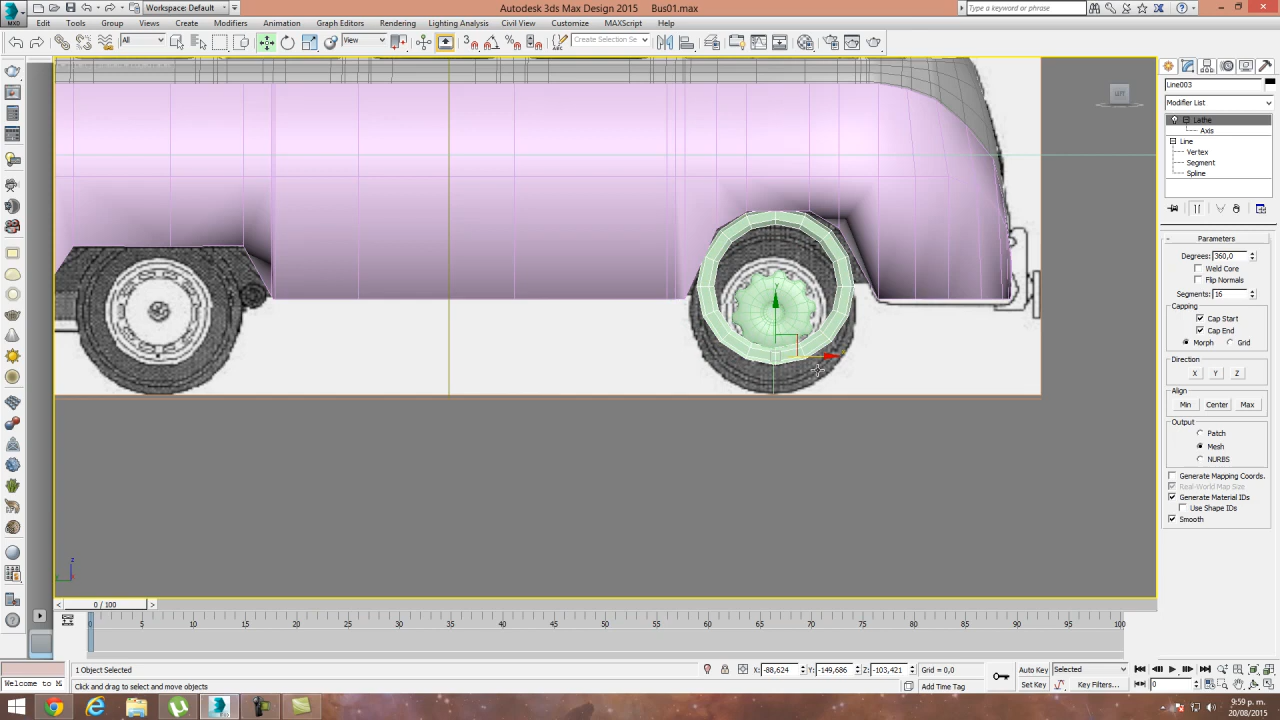 Workspace: Default
Autodesk 3ds Max Design 2015 Bus01.max
Type a keyword or phrase
MXD
Edit Tools Group Views Create Modifiers Animation Graph Editors Rendering Lighting Analysis Civil View Customize MAXScript Help
All
View
Create Selection Se
LEFT
Line003
Modifier List
Lathe
Axis
Line
Vertex
Segment
Spline
Parameters
Degrees: 360,0
Weld Core
Flip Normals
Segments: 16
Capping
Cap Start
Cap End
Morph Grid
Direction
X Y Z
Align
Min Center Max
Output
Patch
Mesh
NURBS
Generate Mapping Coords.
Real-World Map Size
Generate Material IDs
Use Shape IDs
Smooth
z
0 / 100
0 5 10 15 20 25 30 35 40 45 50 55 60 65 70 75 80 85 90 95 100
1 Object Selected
X: -88,624 Y: -149,686 Z: -103,421 Grid = 0,0
Auto Key Selected
Welcome to M
Click and drag to select and move objects
Add Time Tag
Set Key Key Filters...
0
9:59 p. m.
20/08/2015